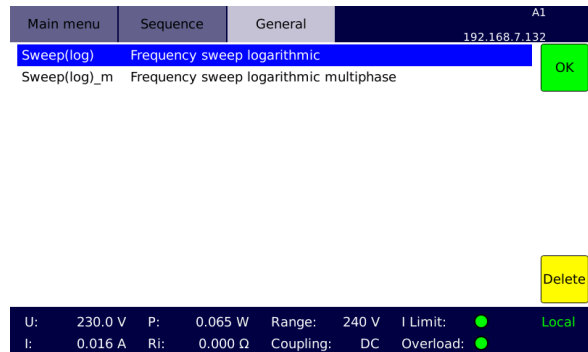 Main menu Sequence General A1
192.168.7.132
Sweep(log) Frequency sweep logarithmic
OK
Sweep(log)_m Frequency sweep logarithmic multiphase
Delete
U: 230.0 V P: 0.065 W Range: 240 V I Limit: Local
I: 0.016 A Ri: 0.000 Ω Coupling: DC Overload: